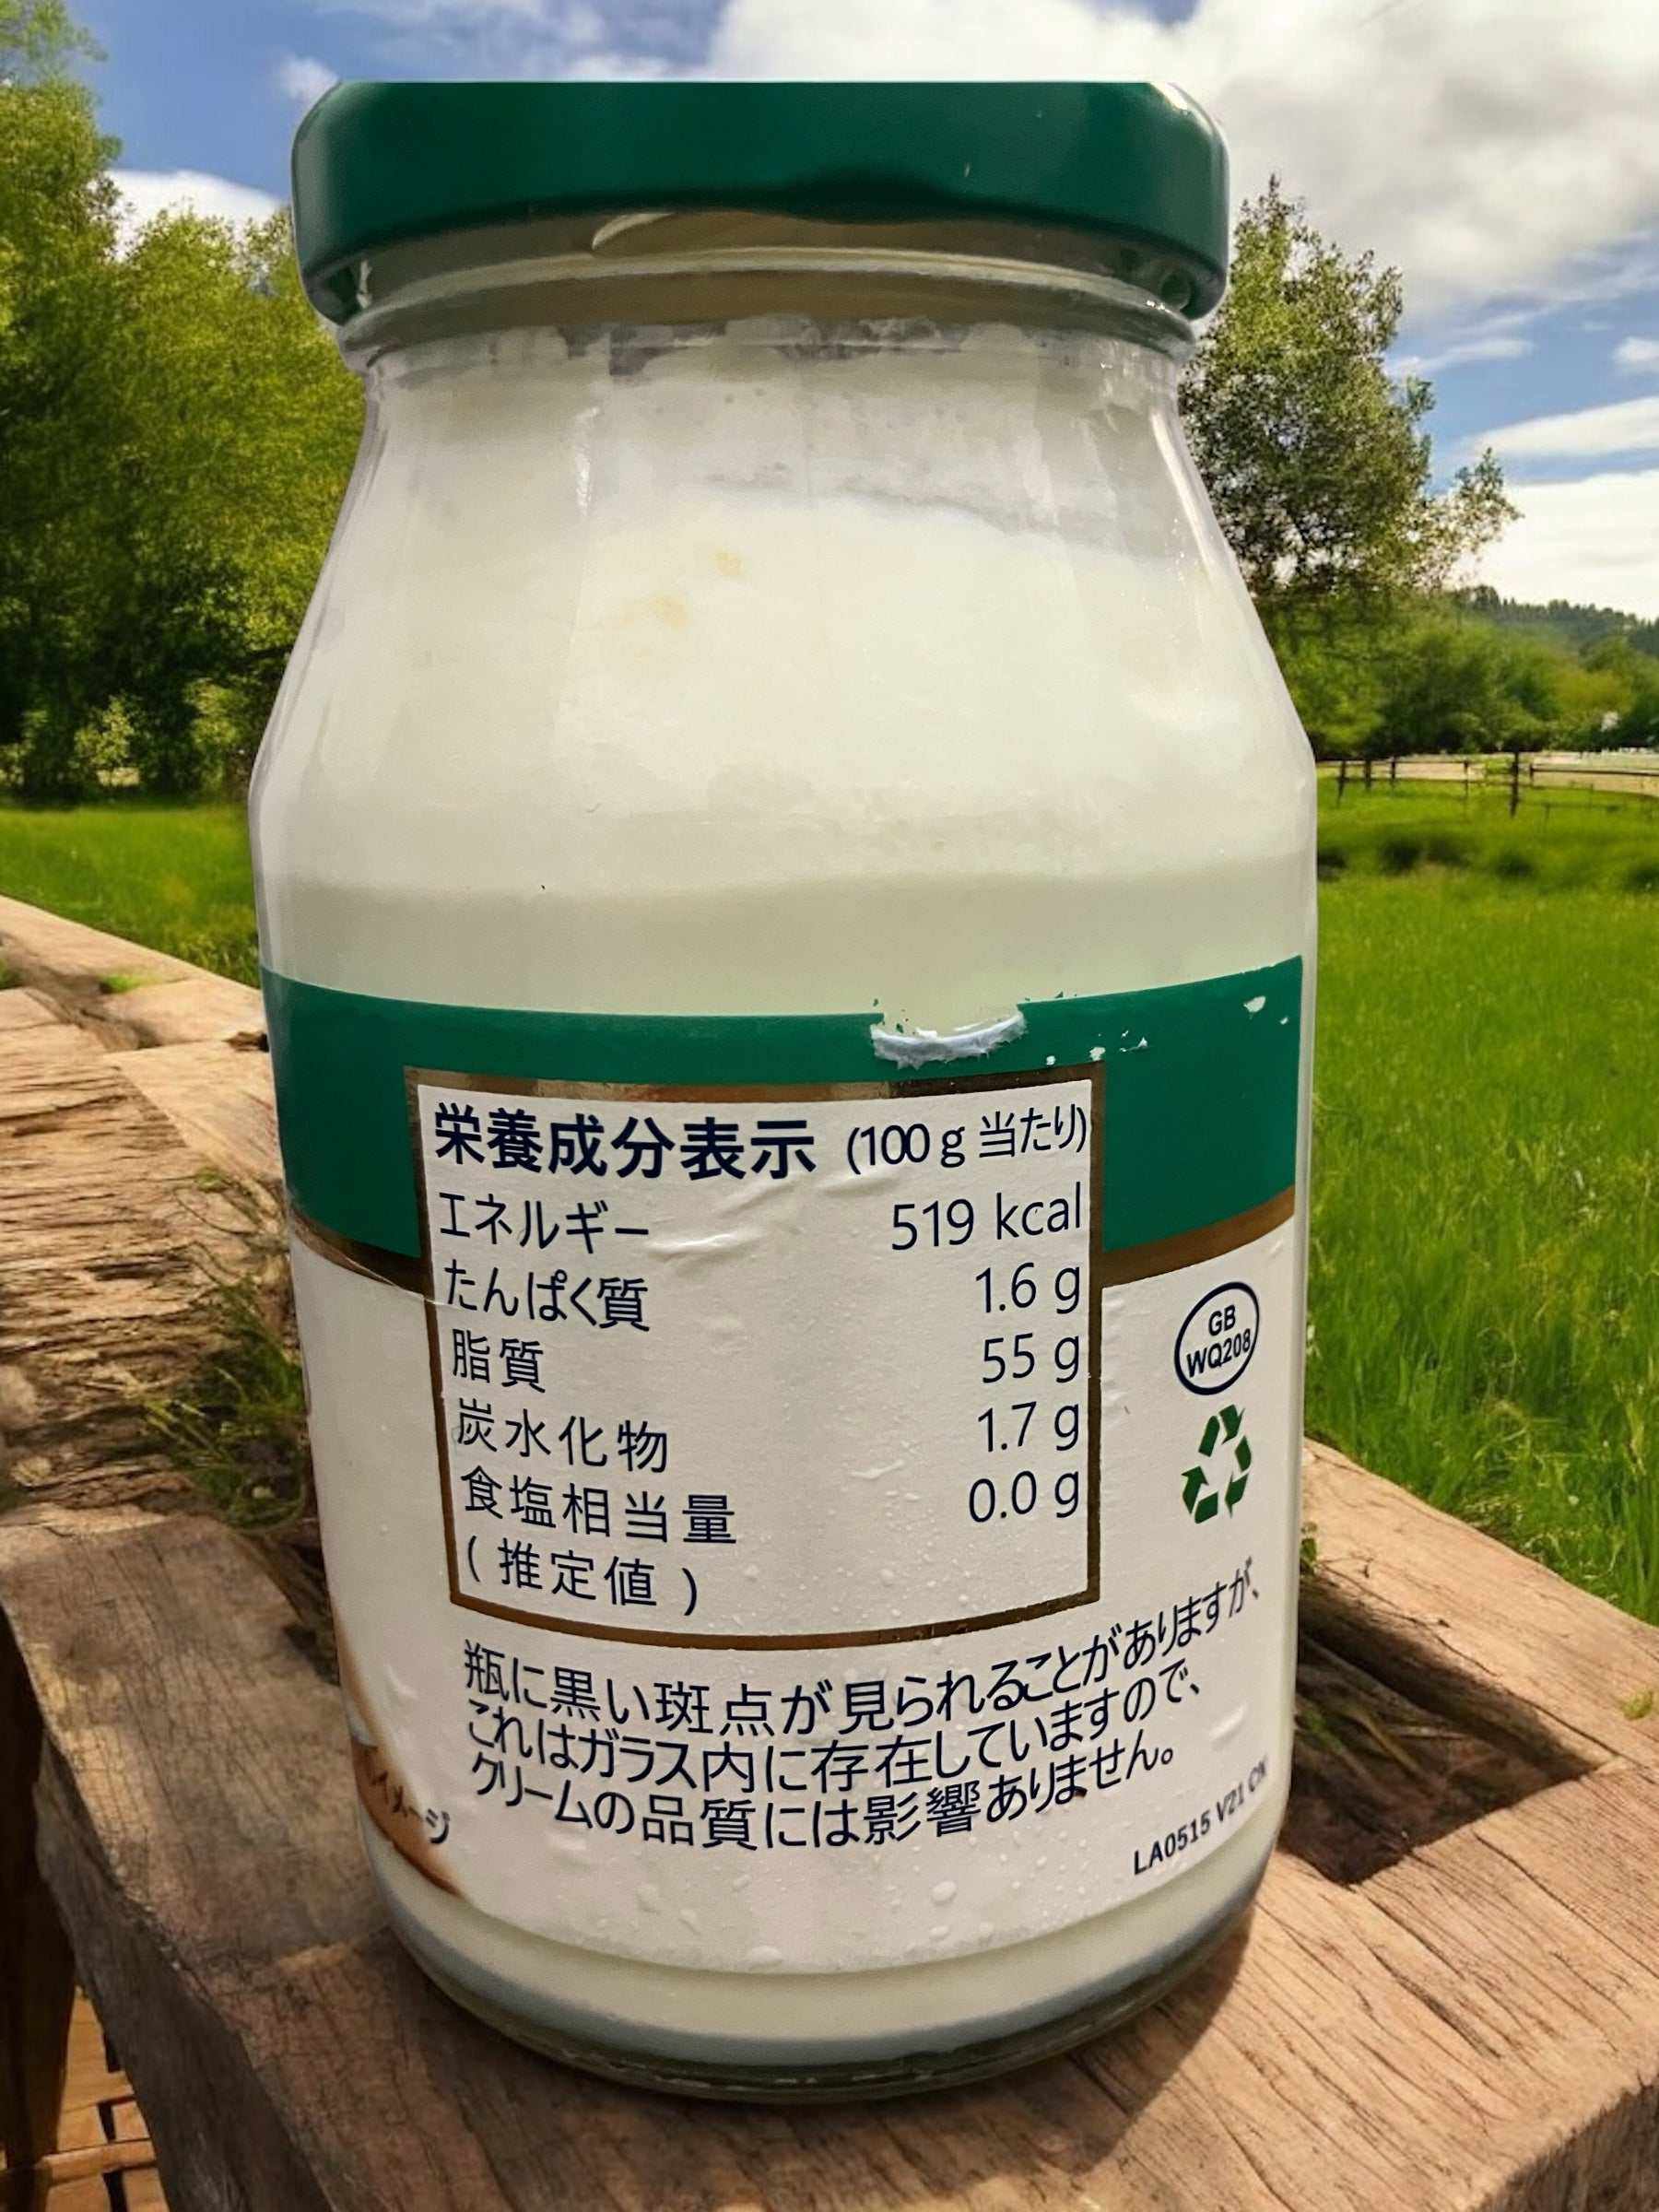 栄養成分表示 (100 g 当たり)
エネルギー 519 kcal
たんぱく質 1.6 g
脂質 55 g
炭水化物 1.7 g
食塩相当量 0.0 g
(推定値)
GB
WQ208
瓶に黒い斑点が見られることがありますが、
これはガラス内に存在していますので、
クリームの品質には影響ありません。
イメージ
LA0515 V21